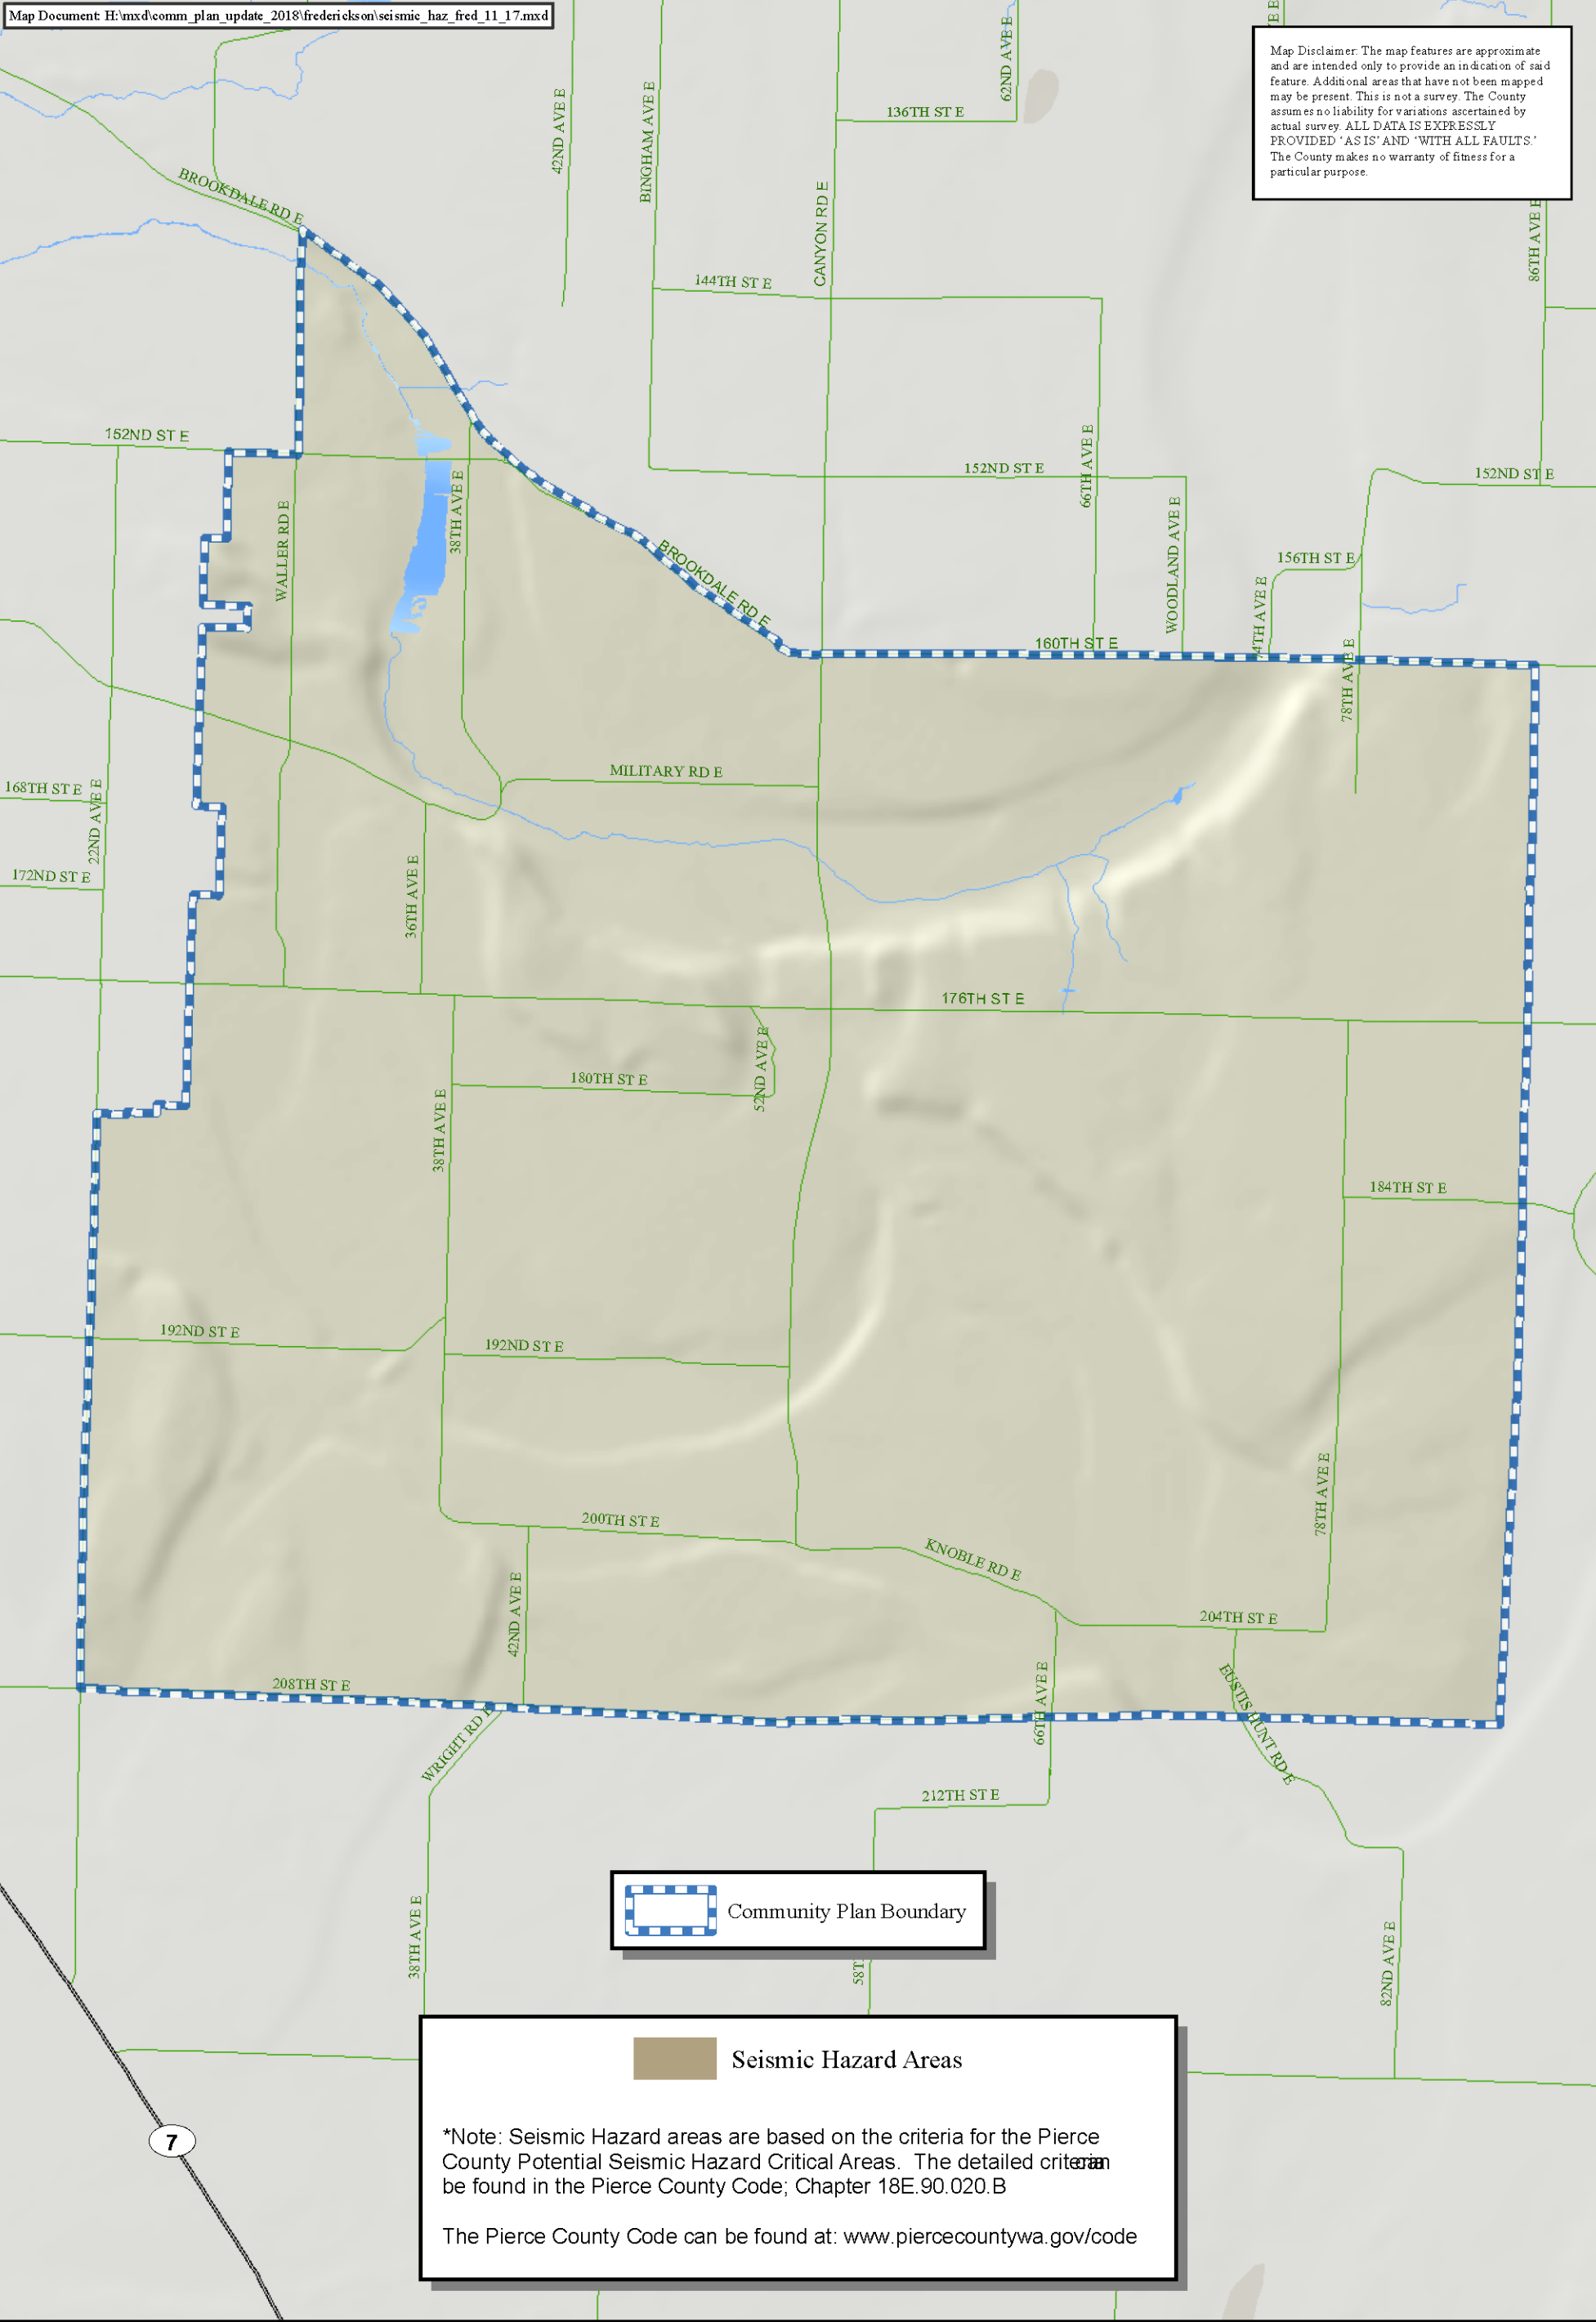 Map Document: H:\mxd\comm_plan_update_2018\frederickson\seismic_haz_fred_11_17.mxd
Map Disclaimer: The map features are approximate
and are intended only to provide an indication of said
feature. Additional areas that have not been mapped
may be present. This is not a survey. The County
assumes no liability for variations ascertained by
actual survey. ALL DATA IS EXPRESSLY
PROVIDED 'AS IS' AND 'WITH ALL FAULTS.'
The County makes no warranty of fitness for a
particular purpose.
62ND AVE E
136TH ST E
42ND AVE E
BINGHAM AVE E
BROOKDALE RD E
CANYON RD E
86TH AVE E
144TH ST E
152ND ST E
66TH AVE E
152ND ST E
152ND ST E
38TH AVE E
WALLER RD E
WOODLAND AVE E
156TH ST E
BROOKDALE RD E
74TH AVE E
160TH ST E
78TH AVE E
MILITARY RD E
168TH ST E
22ND AVE E
172ND ST E
36TH AVE E
176TH ST E
180TH ST E
52ND AVE E
38TH AVE E
184TH ST E
192ND ST E
192ND ST E
78TH AVE E
200TH ST E
KNOBLE RD E
42ND AVE E
204TH ST E
208TH ST E
66TH AVE E
EUSTIS HUNT RD E
WRIGHT RD E
212TH ST E
Community Plan Boundary
38TH AVE E
82ND AVE E
Seismic Hazard Areas
*Note: Seismic Hazard areas are based on the criteria for the Pierce
County Potential Seismic Hazard Critical Areas. The detailed criteria can
be found in the Pierce County Code; Chapter 18E.90.020.B
The Pierce County Code can be found at: www.piercecountywa.gov/code
7